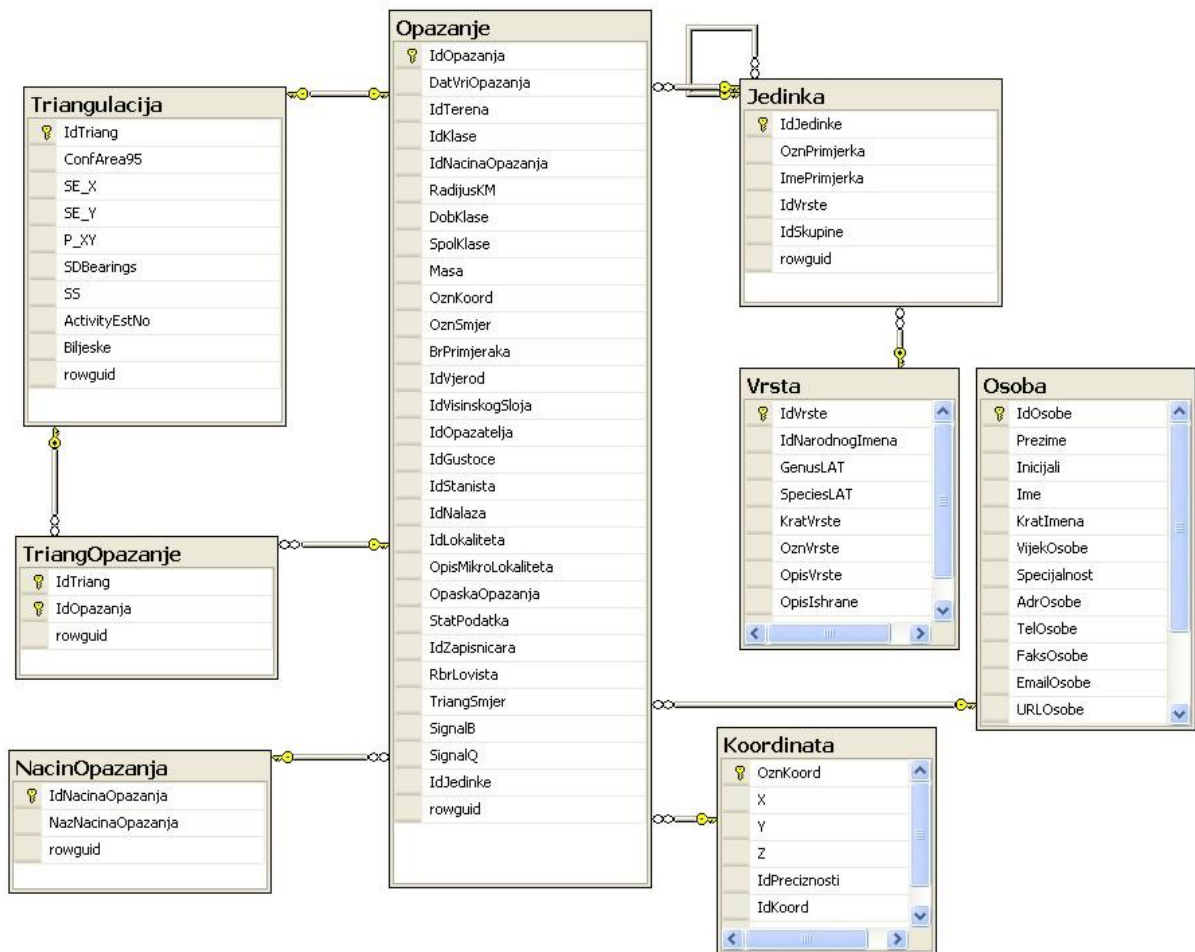 Triangulacija
IdTriang
ConfArea95
SE_X
SE_Y
P_XY
SDBearings
SS
ActivityEstNo
Biljeske
rowguid
TriangOpazanje
IdTriang
IdOpazanja
rowguid
NacinOpazanja
IdNacinaOpazanja
NazNacinaOpazanja
rowguid
Opazanje
IdOpazanja
DatVriOpazanja
IdTerena
IdKlase
IdNacinaOpazanja
RadijusKM
DobKlase
SpolKlase
Masa
OznKoord
OznSmjer
BrPrimjeraka
IdVjerod
IdVisinskogSloja
IdOpazatelja
IdGustoce
IdStanista
IdNalaza
IdLokaliteta
OpisMikroLokaliteta
OpaskaOpazanja
StatPodatka
IdZapisnicara
RbrLovista
TriangSmjer
SignalB
SignalQ
IdJedinke
rowguid
Jedinka
IdJedinke
OznPrimjerka
ImePrimjerka
IdVrste
IdSkupine
rowguid
Vrsta
IdVrste
IdNarodnogImena
GenusLAT
SpeciesLAT
KratVrste
OznVrste
OpisVrste
OpisIshrane
Osoba
IdOsobe
Prezime
Inicijali
Ime
KratImena
VijekOsobe
Specijalnost
AdrOsobe
TelOsobe
FaksOsobe
EmailOsobe
URLOsobe
Koordinata
OznKoord
X
Y
Z
IdPreciznosti
IdKoord